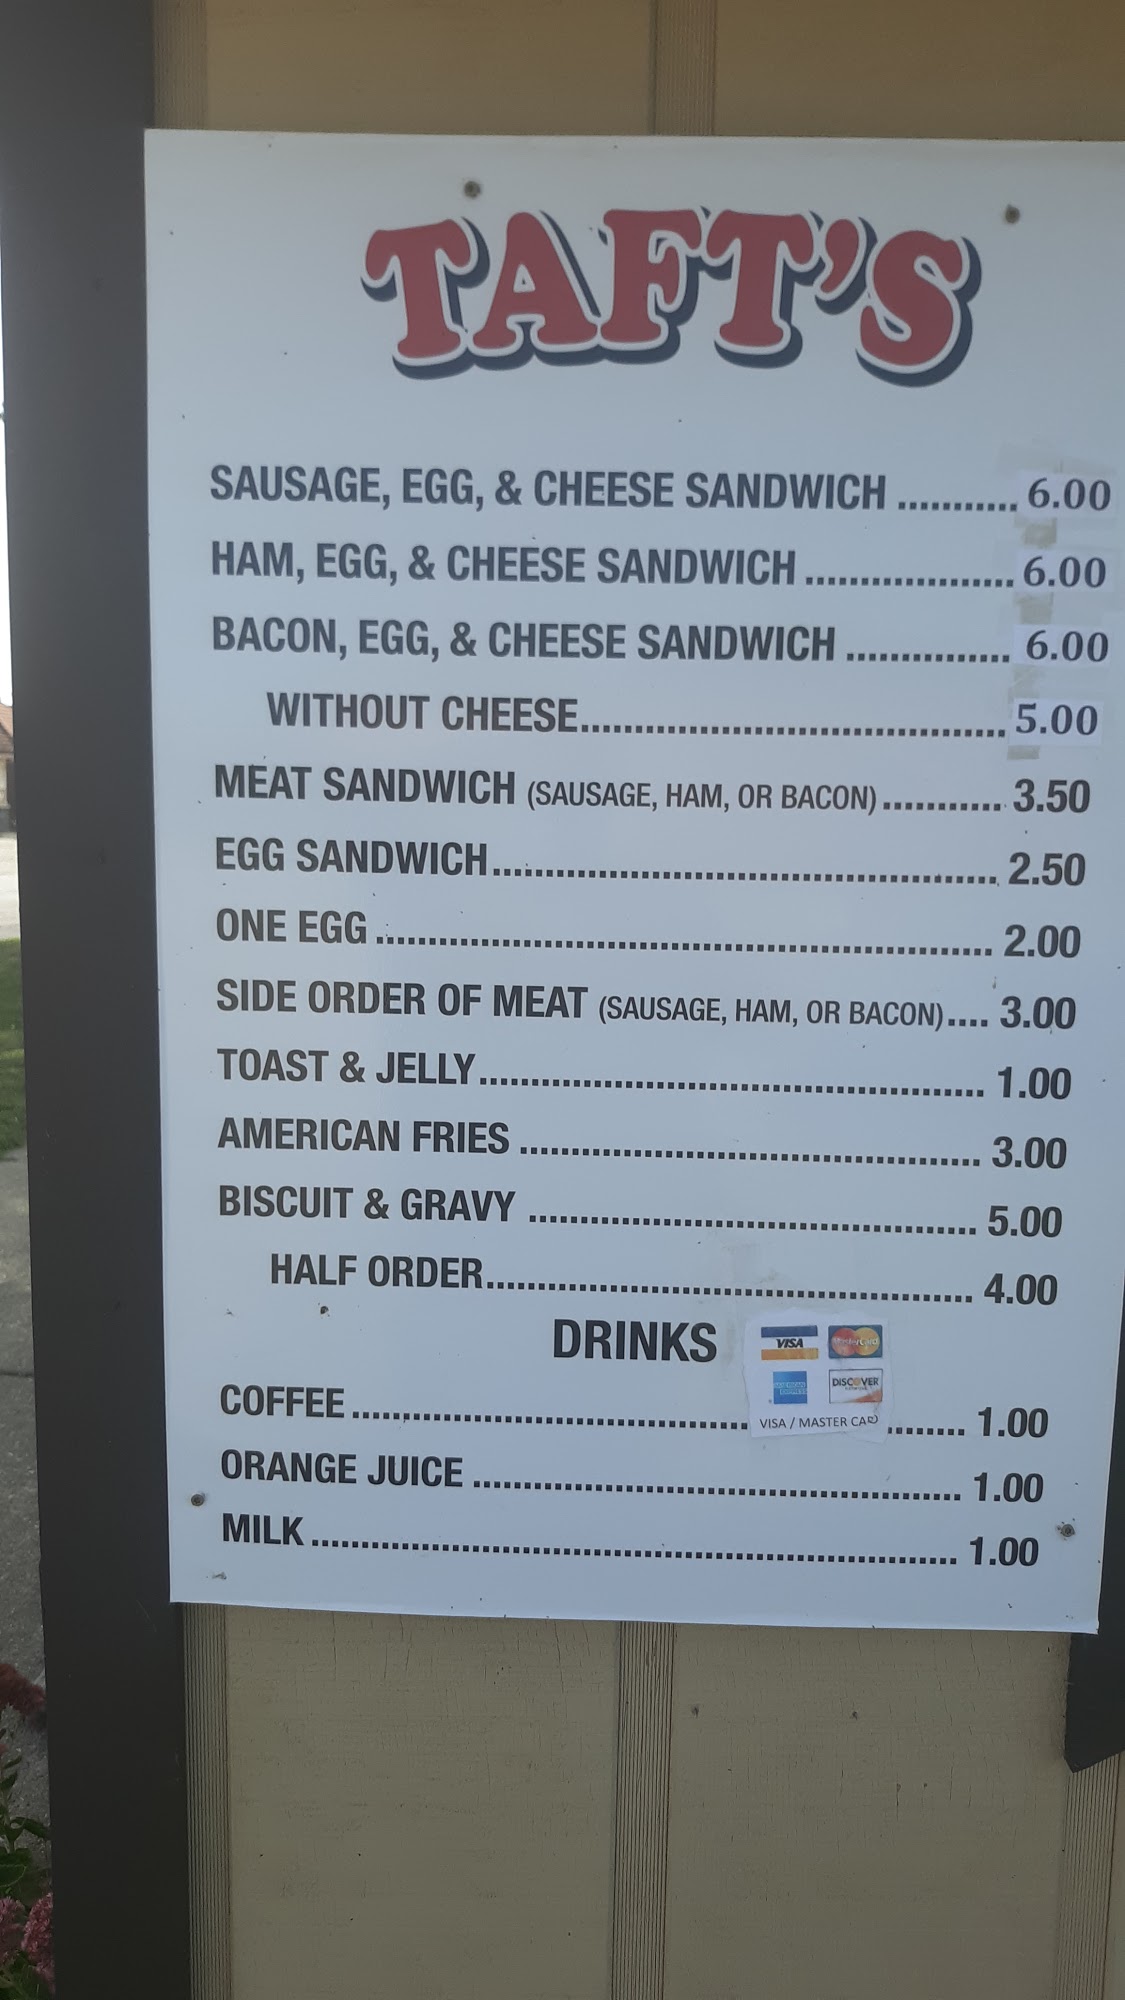 TAFT'S
SAUSAGE, EGG, & CHEESE SANDWICH ........... 6.00
HAM, EGG, & CHEESE SANDWICH ................... 6.00
BACON, EGG, & CHEESE SANDWICH ............... 6.00
WITHOUT CHEESE....................................... 5.00
MEAT SANDWICH (SAUSAGE, HAM, OR BACON)........... 3.50
EGG SANDWICH............................................... 2.50
ONE EGG ........................................................... 2.00
SIDE ORDER OF MEAT (SAUSAGE, HAM, OR BACON).... 3.00
TOAST & JELLY................................................. 1.00
AMERICAN FRIES ............................................. 3.00
BISCUIT & GRAVY ............................................ 5.00
HALF ORDER................................................ 4.00
DRINKS
VISA MasterCard
AMERICAN EXPRESS DISCOVER
VISA / MASTER CARD
COFFEE ............................................... 1.00
ORANGE JUICE ................................................ 1.00
MILK ................................................................ 1.00